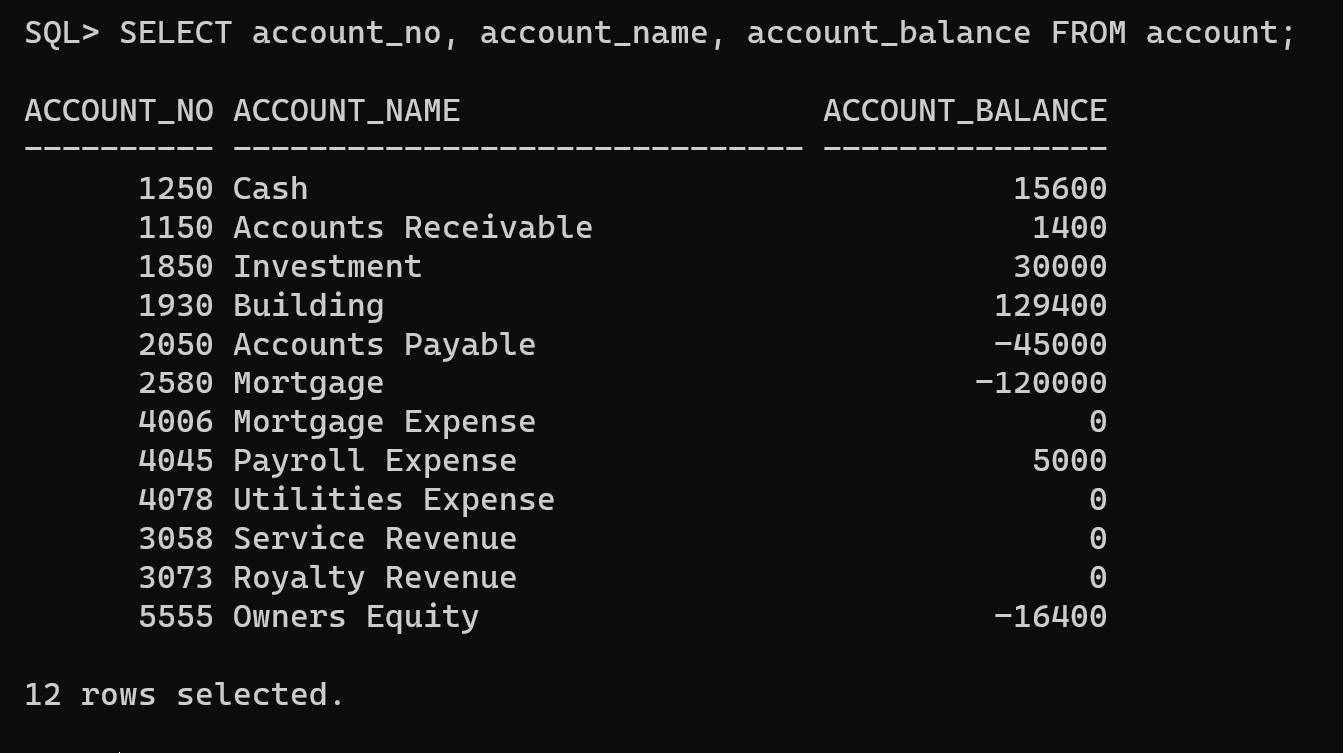 SQL> SELECT account_no, account_name, account_balance FROM account;
ACCOUNT_NO ACCOUNT_NAME                   ACCOUNT_BALANCE
---------- ------------------------------ ---------------
      1250 Cash                                     15600
      1150 Accounts Receivable                       1400
      1850 Investment                               30000
      1930 Building                                129400
      2050 Accounts Payable                        -45000
      2580 Mortgage                               -120000
      4006 Mortgage Expense                             0
      4045 Payroll Expense                           5000
      4078 Utilities Expense                            0
      3058 Service Revenue                              0
      3073 Royalty Revenue                              0
      5555 Owners Equity                           -16400
12 rows selected.